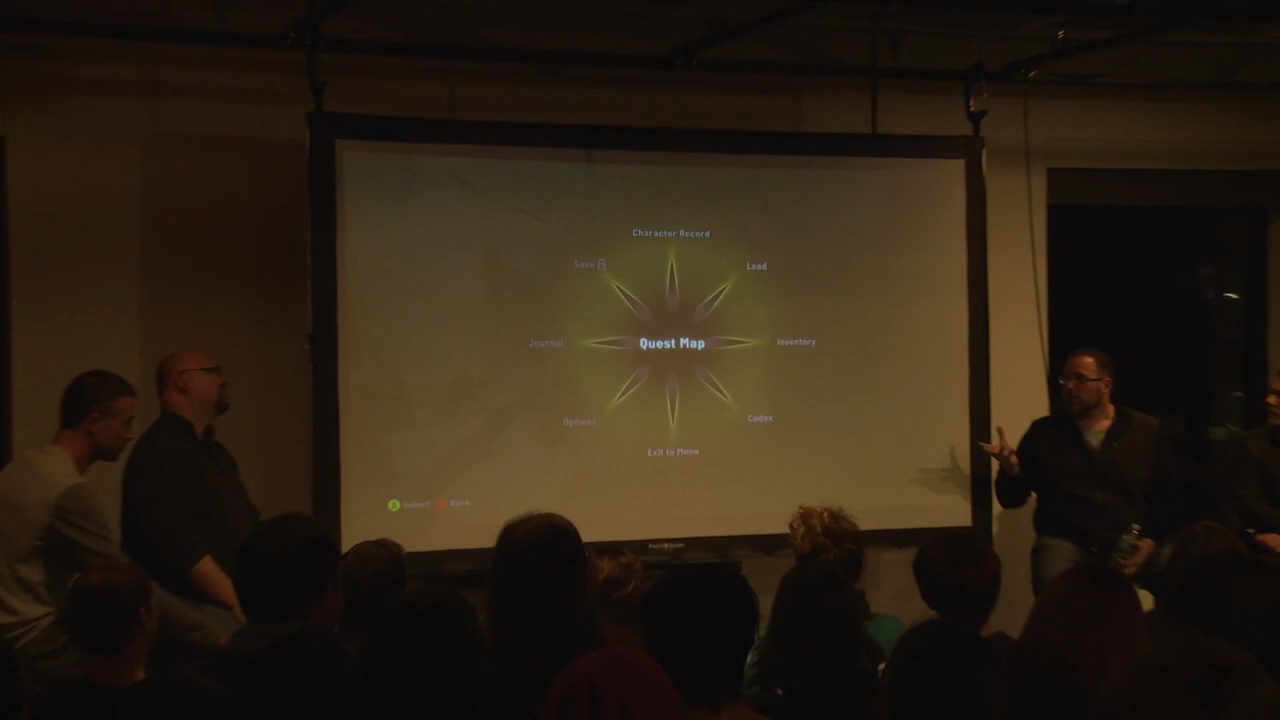 Character Record
Save
Load
Journal
Quest Map
Inventory
Options
Codex
Exit to Menu
A Select Back